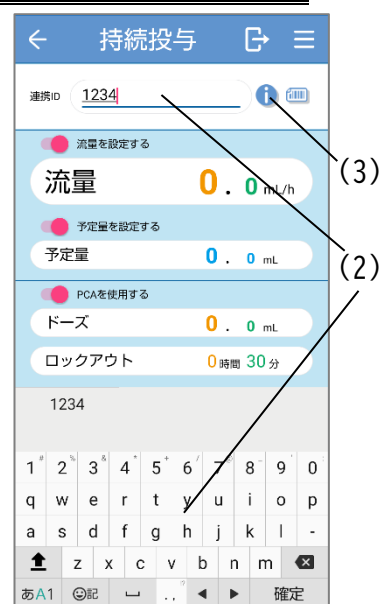 持続投与
連携ID 1234
(3)
流量を設定する
流量 0. 0 mL/h
予定量を設定する
(2)
予定量 0. 0 mL
PCAを使用する
ドーズ 0. 0 mL
ロックアウト 0時間 30分
1234
1# 2% 3& 4* 5+ 6/ 7 8- 9 0
q w e r t y u i o p
a s d f g h j k l -
z x c v b n m
あA1 ☺記 . , ? ◀ ▶ 確定